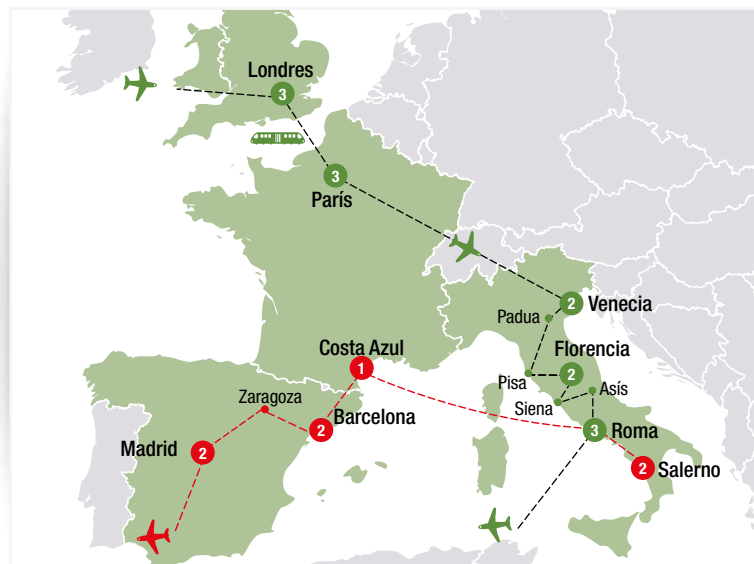 Londres
3
3
París
2
Venecia
Padua
Costa Azul
Florencia
1
2
Pisa
Asís
Zaragoza
Siena
Barcelona
2
3
Roma
Madrid
2
2
Salerno